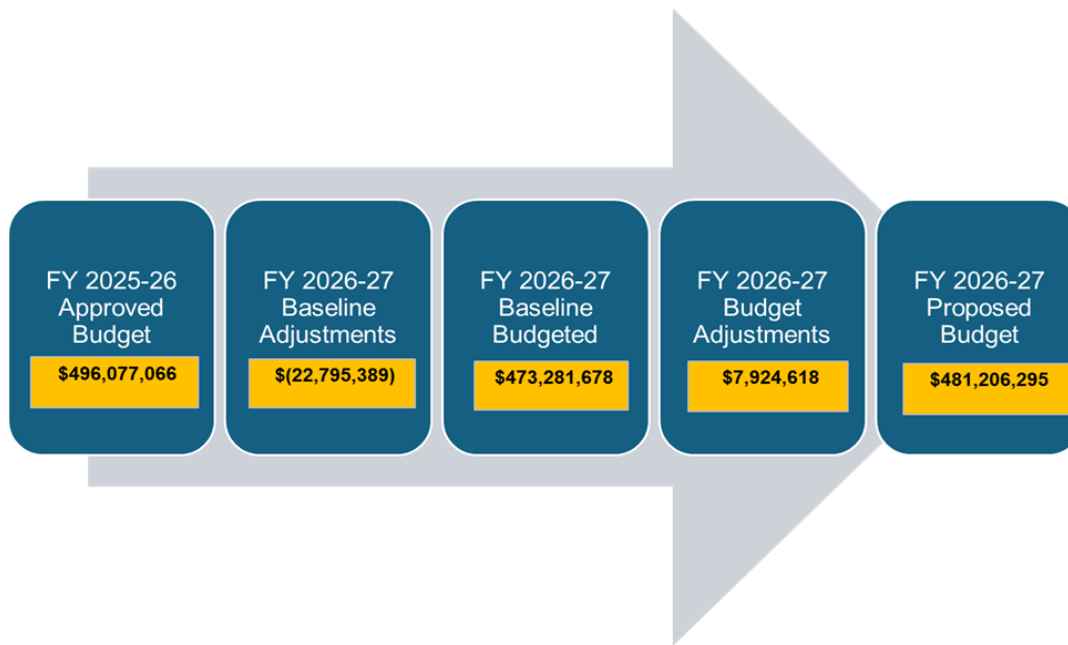 FY 2025-26
Approved
Budget
$496,077,066
FY 2026-27
Baseline
Adjustments
$(22,795,389)
FY 2026-27
Baseline
Budgeted
$473,281,678
FY 2026-27
Budget
Adjustments
$7,924,618
FY 2026-27
Proposed
Budget
$481,206,295